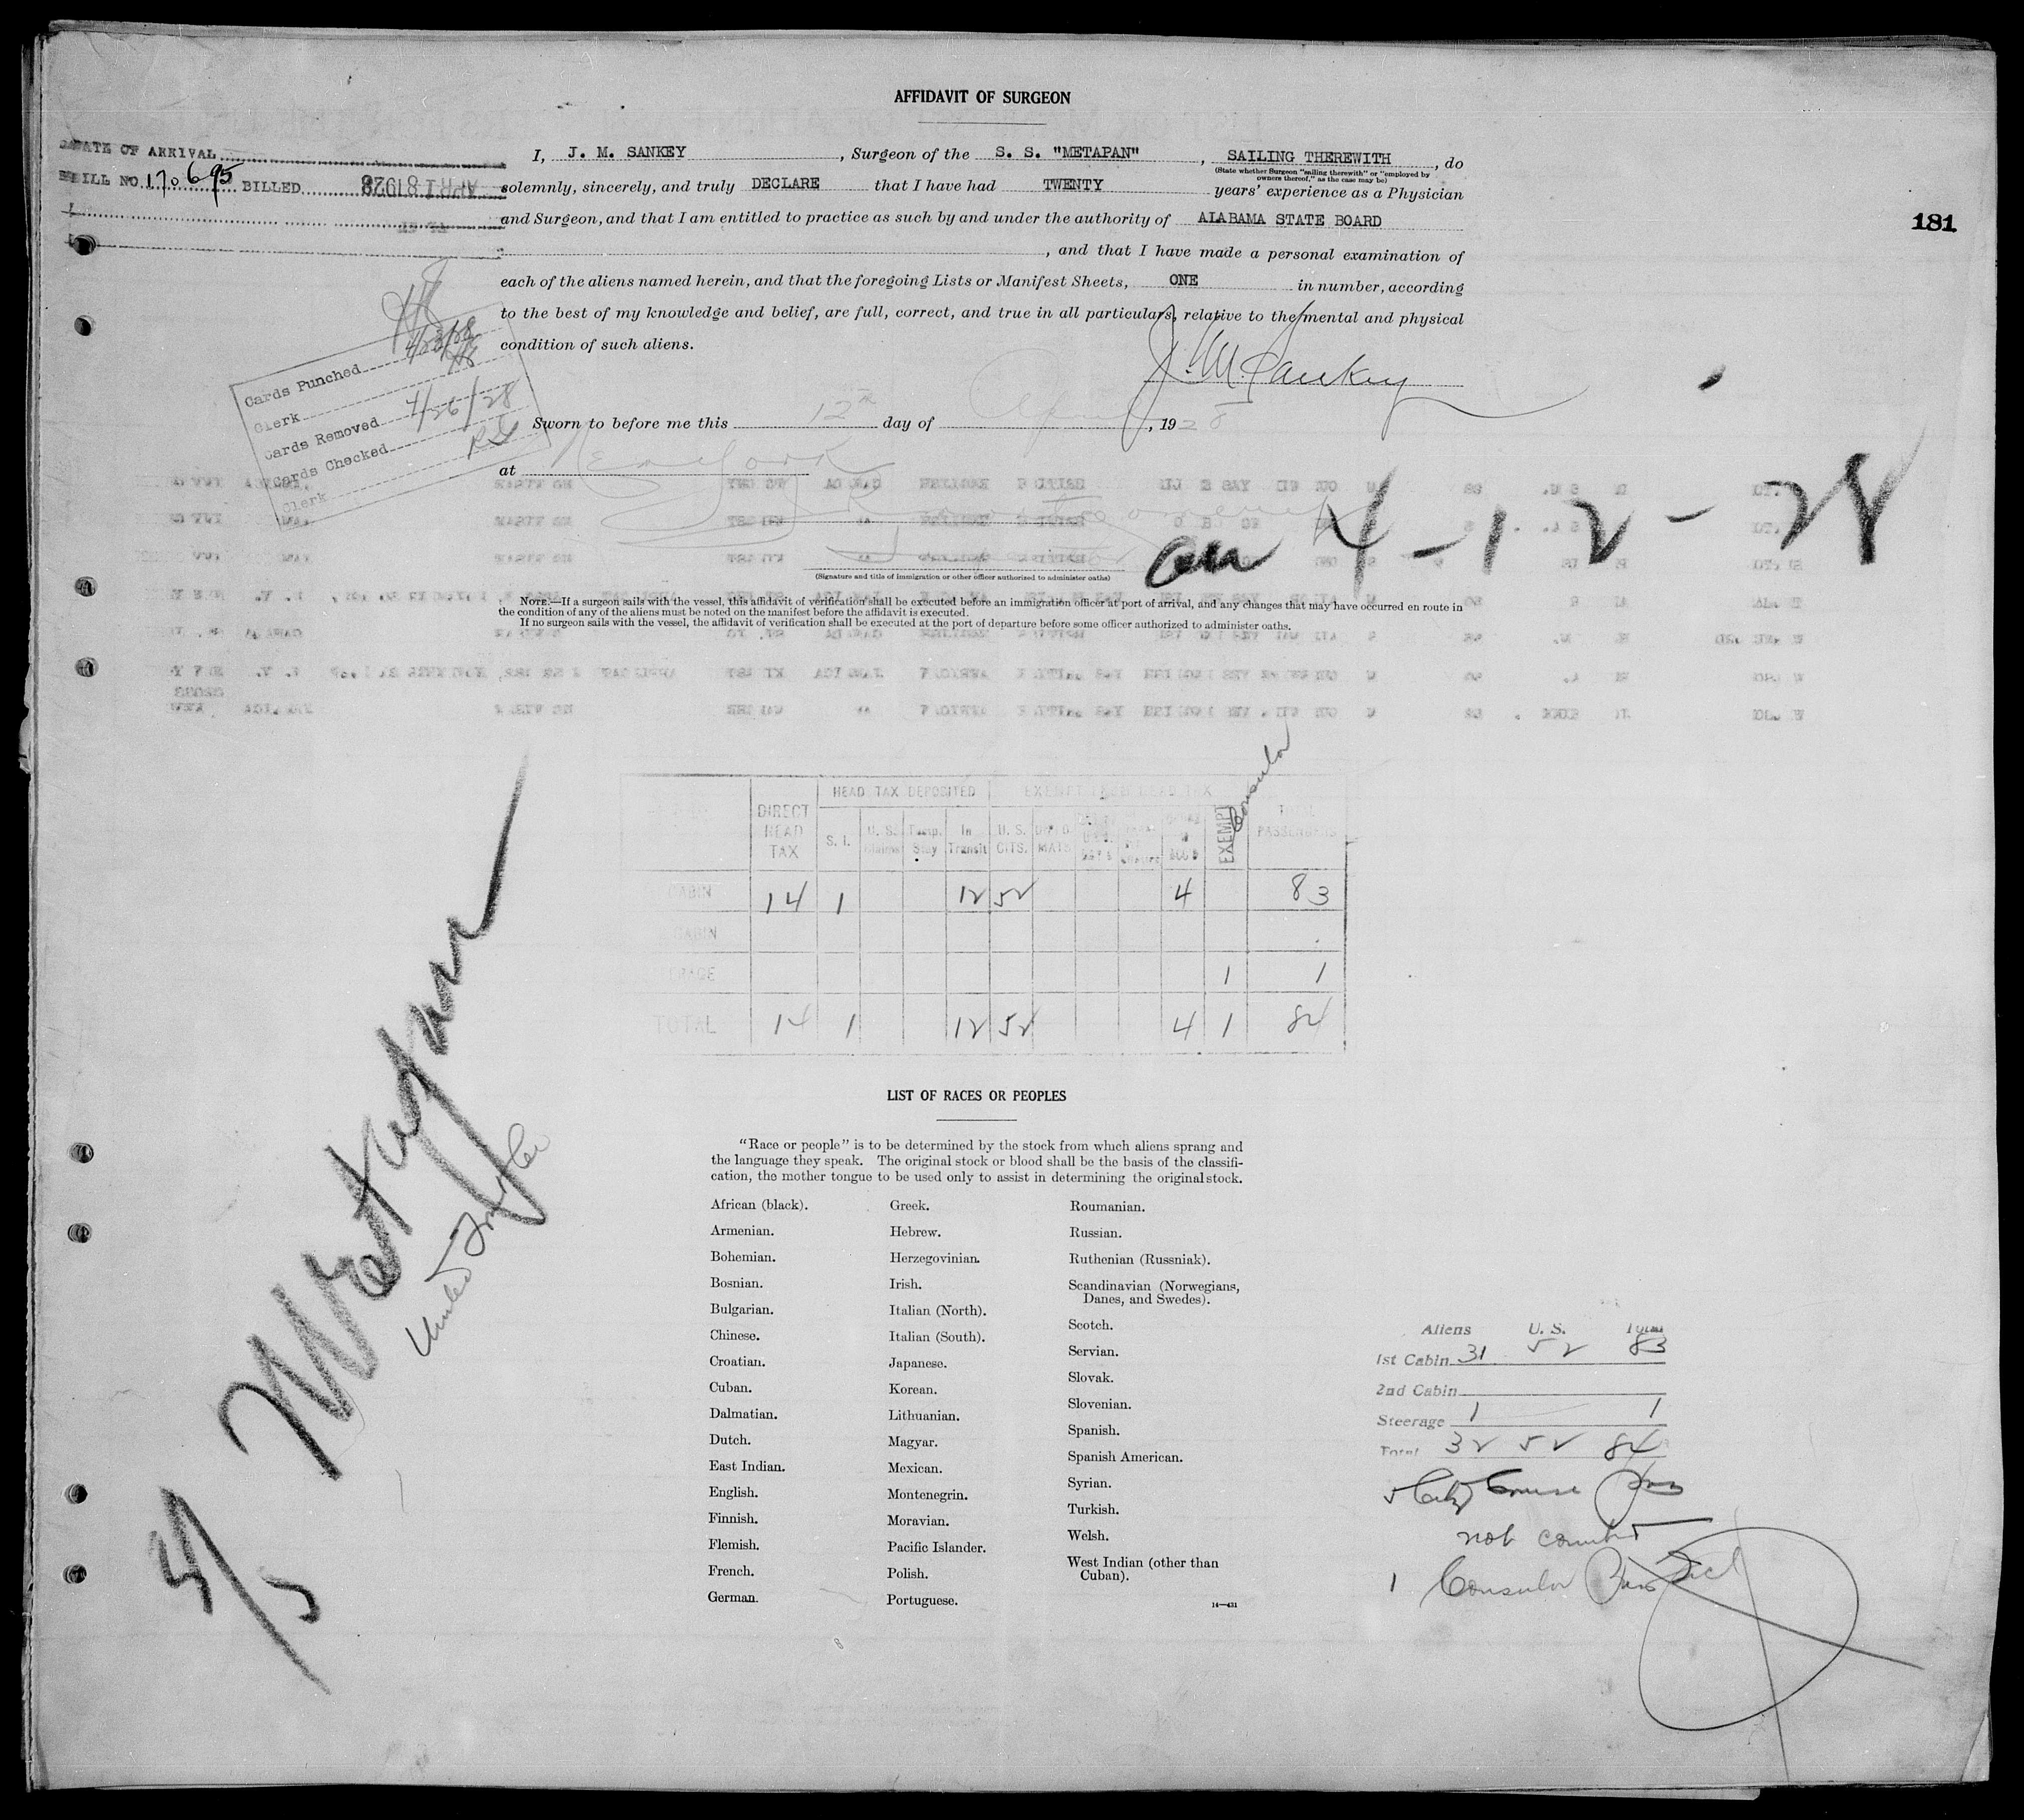 AFFIDAVIT OF SURGEON
DATE OF ARRIVAL
BILL NO. 170695 BILLED APR 18 1928
181
I, J. M. SANKEY, Surgeon of the S. S. "METAPAN", SAILING THEREWITH, do
(State whether Surgeon "sailing therewith" or "employed by
owners thereof," as the case may be)
solemnly, sincerely, and truly DECLARE that I have had TWENTY years' experience as a Physician
and Surgeon, and that I am entitled to practice as such by and under the authority of ALABAMA STATE BOARD
, and that I have made a personal examination of
each of the aliens named herein, and that the foregoing Lists or Manifest Sheets, ONE in number, according
to the best of my knowledge and belief, are full, correct, and true in all particulars, relative to the mental and physical
condition of such aliens.
J. M. Sankey
Cards Punched 4/23/28
Clerk
Cards Removed 4/26/28
Cards Checked
Clerk
Sworn to before me this 12th day of April, 1928
at New York
4-12-28
(Signature and title of immigration or other officer authorized to administer oaths)
NOTE.—If a surgeon sails with the vessel, this affidavit of verification shall be executed before an immigration officer at port of arrival, and any changes that may have occurred en route in
the condition of any of the aliens must be noted on the manifest before the affidavit is executed.
If no surgeon sails with the vessel, the affidavit of verification shall be executed at the port of departure before some officer authorized to administer oaths.
Consular
HEAD TAX DEPOSITED EXEMPT FROM HEAD TAX
DIRECT HEAD TAX S. I. U. S. Claims Temp. Stay In Transit U. S. CITS. EXEMPT TOTAL PASSENGERS
CABIN 14 1 12 52 4 83
CABIN
1 1
TOTAL 14 1 12 52 4 1 84
Metapan
United Fruit Co
4/5
LIST OF RACES OR PEOPLES
"Race or people" is to be determined by the stock from which aliens sprang and
the language they speak. The original stock or blood shall be the basis of the classifi-
cation, the mother tongue to be used only to assist in determining the original stock.
African (black).
Armenian.
Bohemian.
Bosnian.
Bulgarian.
Chinese.
Croatian.
Cuban.
Dalmatian.
Dutch.
East Indian.
English.
Finnish.
Flemish.
French.
German.
Greek.
Hebrew.
Herzegovinian.
Irish.
Italian (North).
Italian (South).
Japanese.
Korean.
Lithuanian.
Magyar.
Mexican.
Montenegrin.
Moravian.
Pacific Islander.
Polish.
Portuguese.
Roumanian.
Russian.
Ruthenian (Russniak).
Scandinavian (Norwegians,
Danes, and Swedes).
Scotch.
Servian.
Slovak.
Slovenian.
Spanish.
Spanish American.
Syrian.
Turkish.
Welsh.
West Indian (other than
Cuban).
14—431
Aliens U. S. Total
1st Cabin 31 52 83
2nd Cabin
Steerage 1 1
Total 32 52 84
Cruise
not counted
1 Consular